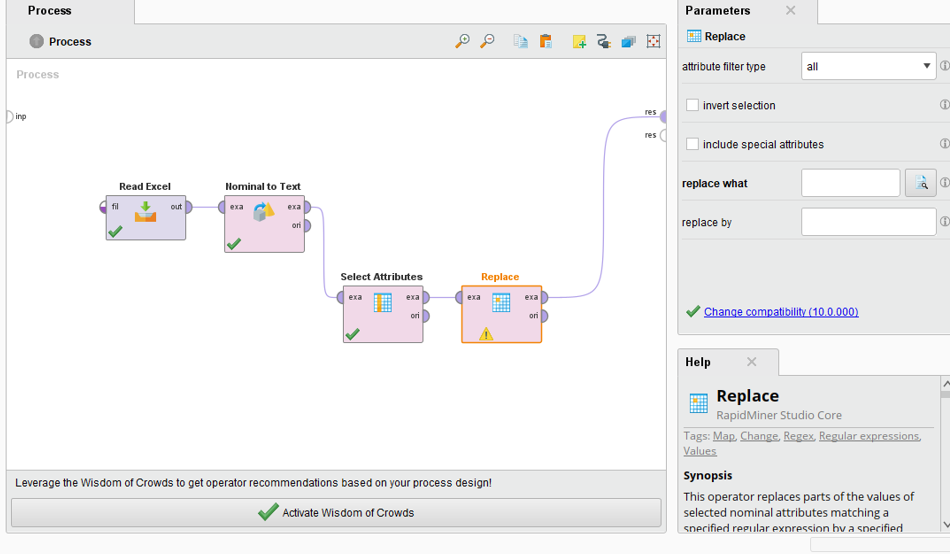 Process
Process
Process
inp
res
res
Read Excel
fil
out
Nominal to Text
exa
exa
ori
Select Attributes
exa
exa
ori
Replace
exa
exa
ori
Leverage the Wisdom of Crowds to get operator recommendations based on your process design!
Activate Wisdom of Crowds
Parameters
Replace
attribute filter type
all
invert selection
include special attributes
replace what
replace by
Change compatibility (10.0.000)
Help
Replace
RapidMiner Studio Core
Tags: Map, Change, Regex, Regular expressions,
Values
Synopsis
This operator replaces parts of the values of
selected nominal attributes matching a
specified regular expression by a specified